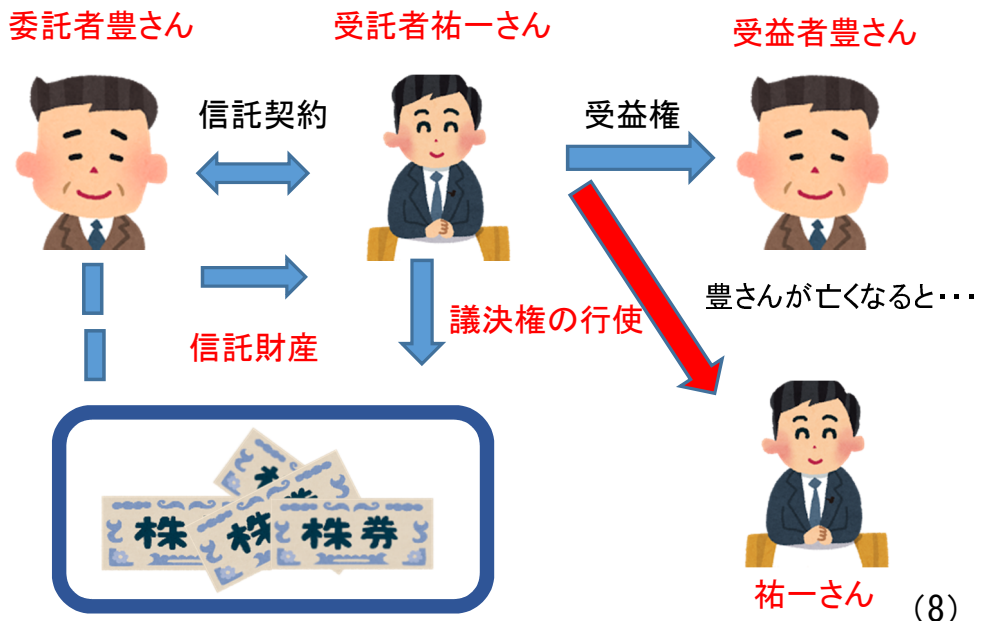 委託者豊さん
受託者祐一さん
受益者豊さん
信託契約
受益権
豊さんが亡くなると・・・
議決権の行使
信託財産
株
株
株券
祐一さん
(8)